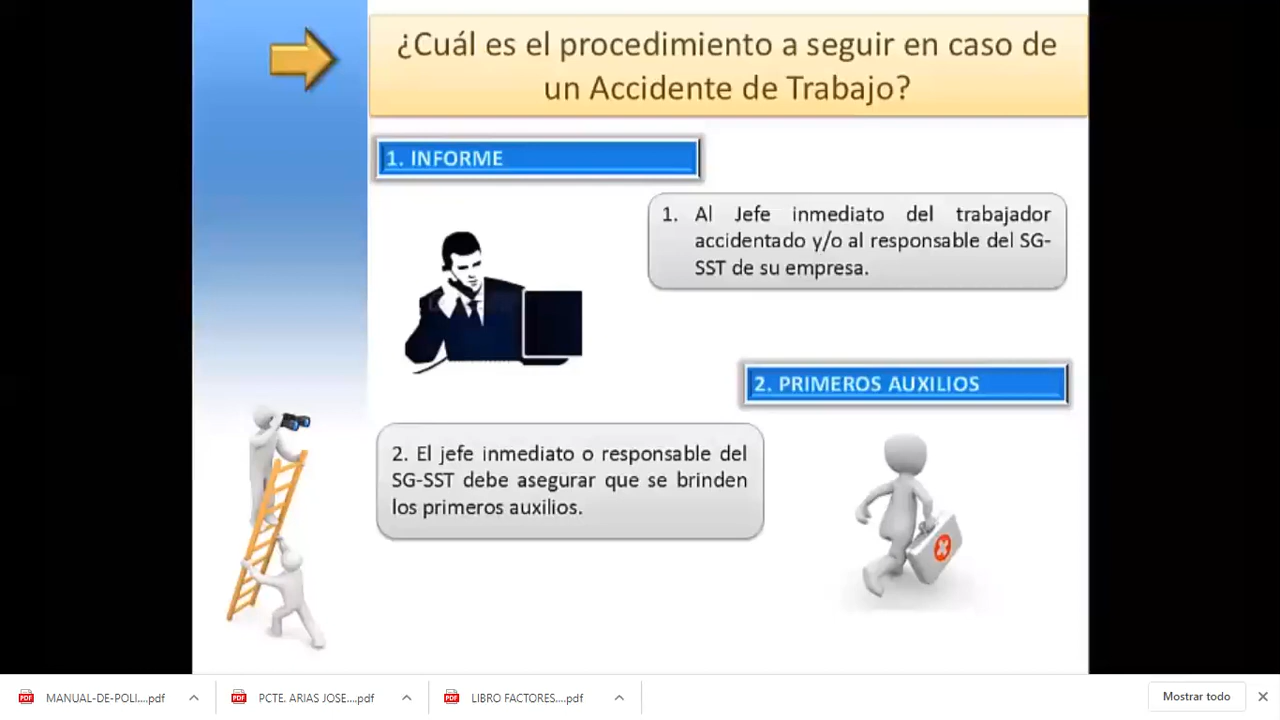 ¿Cuál es el procedimiento a seguir en caso de
un Accidente de Trabajo?
1. INFORME
1. Al Jefe inmediato del trabajador
accidentado y/o al responsable del SG-
SST de su empresa.
2. PRIMEROS AUXILIOS
2. El jefe inmediato o responsable del
SG-SST debe asegurar que se brinden
los primeros auxilios.
MANUAL-DE-POLI....pdf
PCTE. ARIAS JOSE....pdf
LIBRO FACTORES....pdf
Mostrar todo